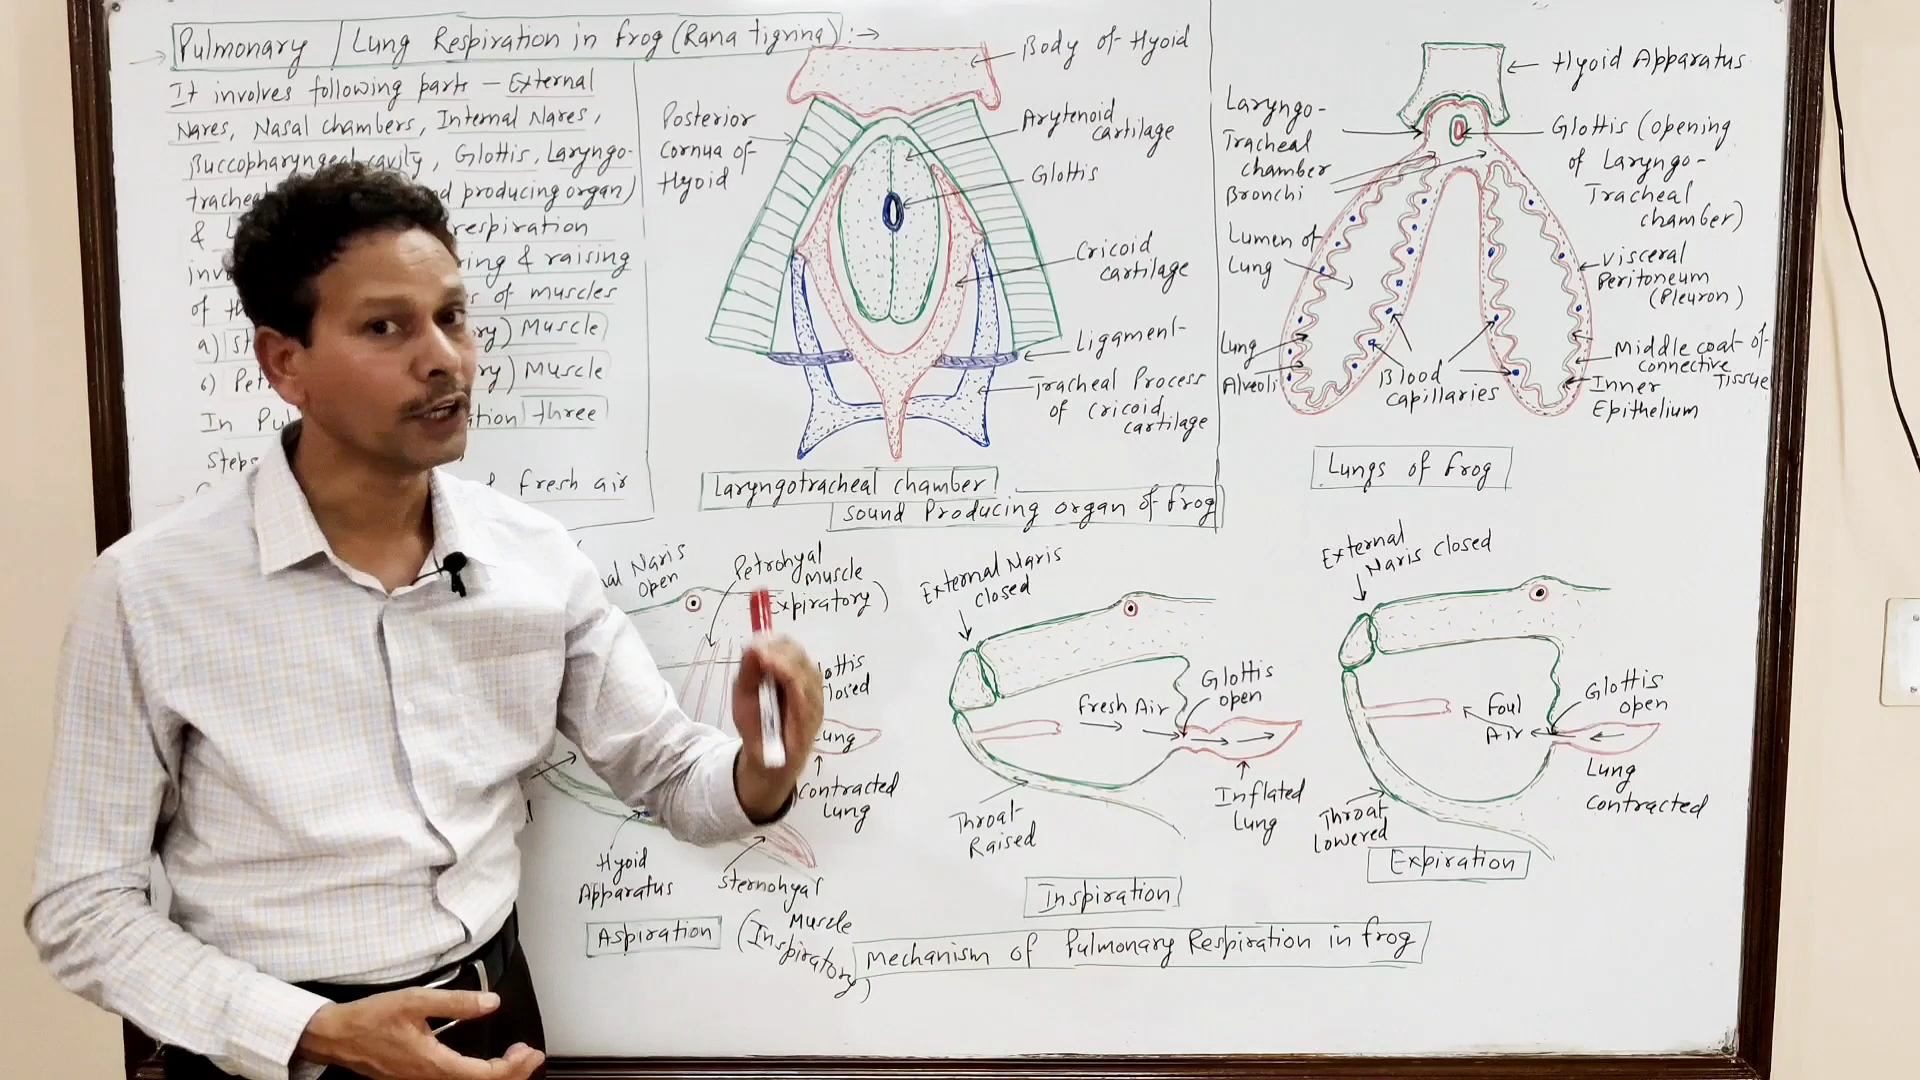 Pulmonary / Lung Respiration in frog (Rana tigrina) :→
It involves following parts — External
Nares, Nasal chambers, Internal Nares,
Buccopharyngeal cavity, Glottis, Laryngo-
trachea producing organ)
& respiration
ring & raising
of muscles
a) Muscle
Muscle
In three
Steps
fresh air
Body of Hyoid
Posterior
cornua of
Hyoid
Arytenoid
cartilage
Glottis
Cricoid
cartilage
Ligament
Tracheal Process
of cricoid
cartilage
Laryngotracheal chamber
Sound Producing organ of frog
Hyoid Apparatus
Laryngo-
Tracheal
chamber
Bronchi
Glottis (opening
of Laryngo-
Tracheal
chamber)
Lumen of
Lung
visceral
Peritoneum
(Pleuron)
Lung
Alveoli
Blood
capillaries
Middle coat of
connective Tissue
Inner
Epithelium
Lungs of frog
Naris
open
Petrohyal
Muscle
Expiratory)
Lung
Contracted
Lung
Hyoid
Apparatus
Sternohyal
Muscle
(Inspiratory)
Aspiration
External Naris
closed
Fresh Air
Glottis
open
Throat
Raised
Inflated
Lung
Inspiration
External
Naris closed
Foul
Air
Glottis
open
Lung
contracted
Throat
Lowered
Expiration
Mechanism of Pulmonary Respiration in frog